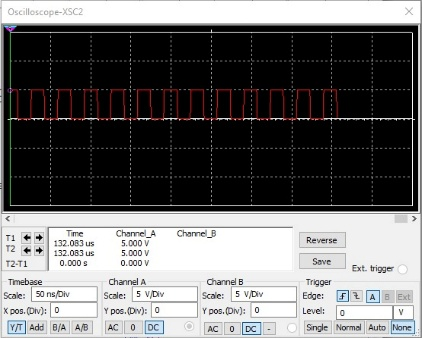 Oscilloscope-XSC2
Time Channel_A Channel_B
T1 132.083 us 5.000 V
T2 132.083 us 5.000 V
T2-T1 0.000 s 0.000 V
Reverse
Save
Ext. trigger
Timebase
Scale: 50 ns/Div
X pos.(Div): 0
Y/T Add B/A A/B
Channel A
Scale: 5 V/Div
Y pos.(Div): 0
AC 0 DC
Channel B
Scale: 5 V/Div
Y pos.(Div): 0
AC 0 DC -
Trigger
Edge: A B Ext
Level: 0 V
Single Normal Auto None